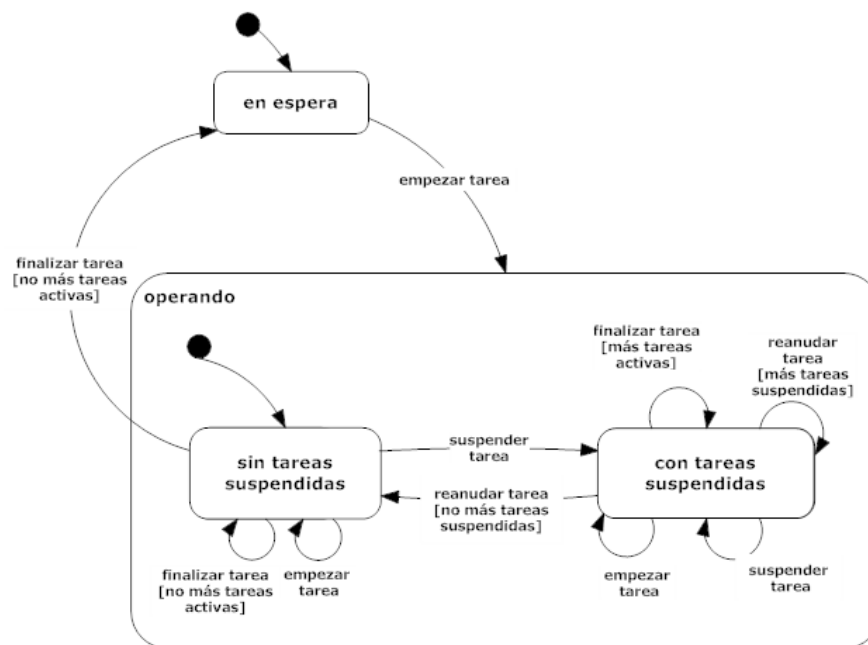 en espera
empezar tarea
finalizar tarea
[no más tareas
activas]
operando
finalizar tarea
[más tareas
activas]
reanudar
tarea
[más tareas
suspendidas]
sin tareas
suspendidas
suspender
tarea
con tareas
suspendidas
reanudar tarea
[no más tareas
suspendidas]
finalizar tarea
[no más tareas
activas]
empezar
tarea
empezar
tarea
suspender
tarea